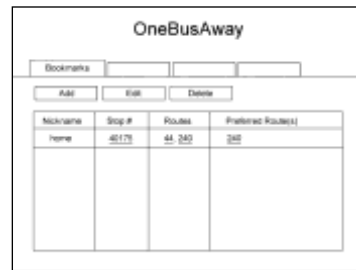 OneBusAway
Bookmarks
Add Edit Delete
Nickname Stop # Routes Preferred Route(s)
home 40175 44, 240 240